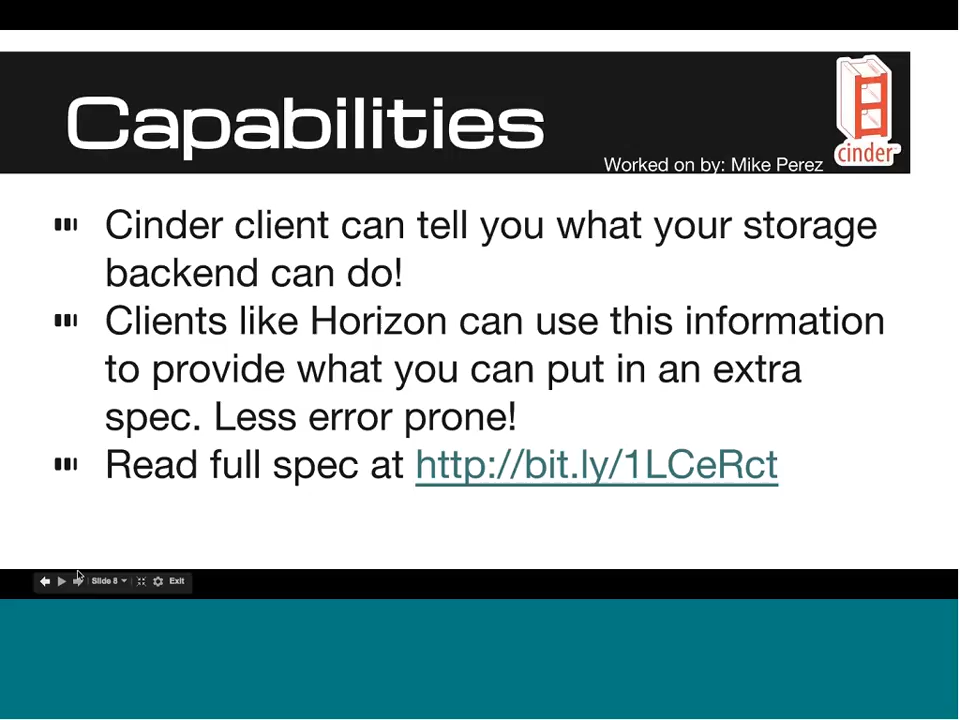 Capabilities
Worked on by: Mike Perez
cinder
Cinder client can tell you what your storage
backend can do!
Clients like Horizon can use this information
to provide what you can put in an extra
spec. Less error prone!
Read full spec at http://bit.ly/1LCeRct
Slide 8
Exit